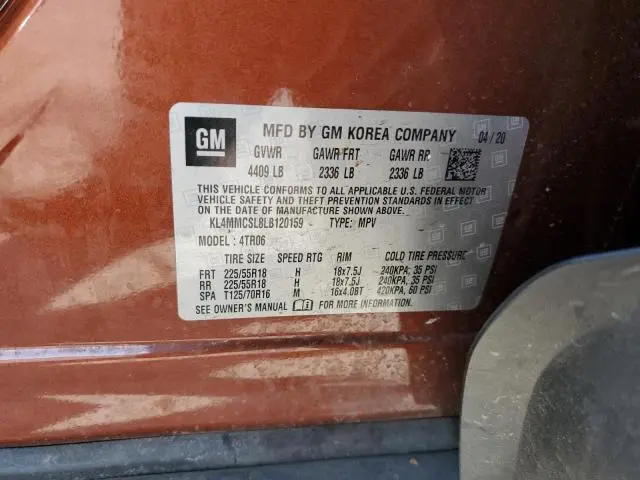 GM MFD BY GM KOREA COMPANY 04/20
GVWR GAWR FRT GAWR RR
4409 LB 2336 LB 2336 LB
THIS VEHICLE CONFORMS TO ALL APPLICABLE U.S. FEDERAL MOTOR
VEHICLE SAFETY AND THEFT PREVENTION STANDARDS IN EFFECT
ON THE DATE OF MANUFACTURE SHOWN ABOVE.
KL4MMCSL8LB120159 TYPE: MPV
MODEL : 4TR06
TIRE SIZE SPEED RTG RIM COLD TIRE PRESSURE
FRT 225/55R18 H 18x7.5J 240KPA, 35 PSI
RR 225/55R18 H 18x7.5J 240KPA, 35 PSI
SPA T125/70R16 M 16x4.0BT 420KPA, 60 PSI
SEE OWNER'S MANUAL FOR MORE INFORMATION.